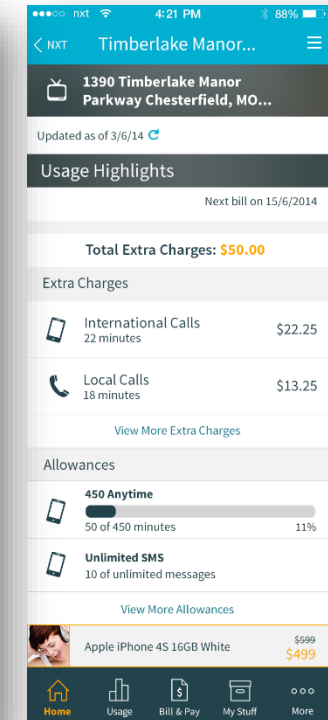 nxt 4:21 PM 88%
NXT Timberlake Manor...
1390 Timberlake Manor
Parkway Chesterfield, MO...
Updated as of 3/6/14
Usage Highlights
Next bill on 15/6/2014
Total Extra Charges: $50.00
Extra Charges
International Calls
22 minutes
$22.25
Local Calls
18 minutes
$13.25
View More Extra Charges
Allowances
450 Anytime
50 of 450 minutes 11%
Unlimited SMS
10 of unlimited messages
View More Allowances
Apple iPhone 4S 16GB White
$599
$499
Home Usage Bill & Pay My Stuff More